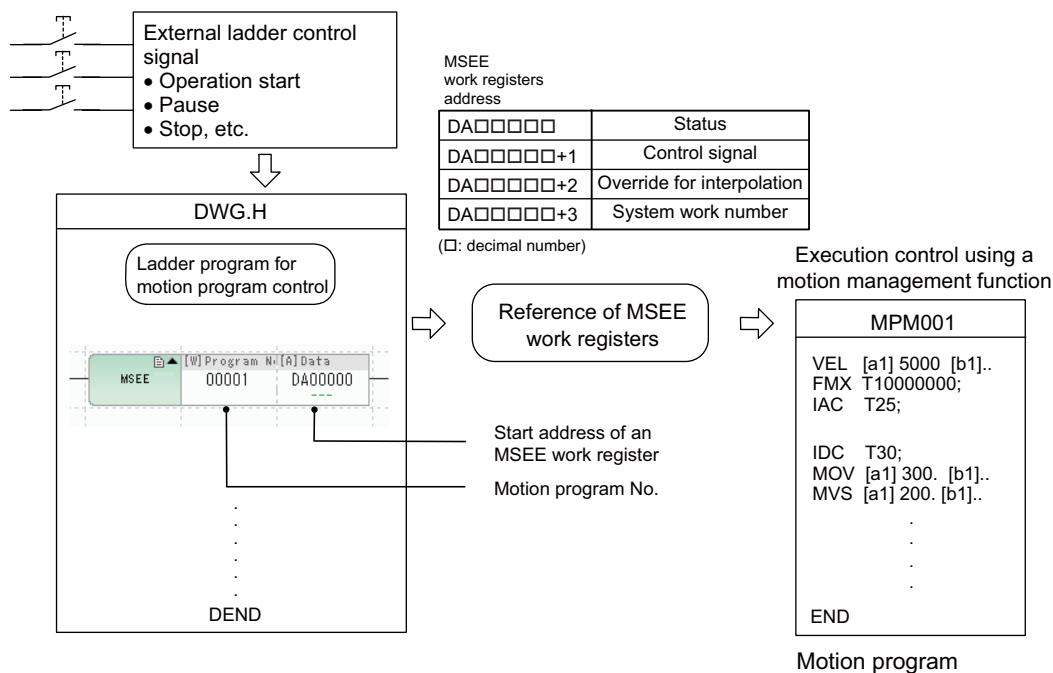 External ladder control
signal
• Operation start
• Pause
• Stop, etc.
MSEE
work registers
address
DA□□□□□ Status
DA□□□□□+1 Control signal
DA□□□□□+2 Override for interpolation
DA□□□□□+3 System work number
(□: decimal number)
DWG.H
Ladder program for
motion program control
MSEE
[W]Program [A]Data
00001 DA00000
Start address of an
MSEE work register
Motion program No.
DEND
Reference of MSEE
work registers
Execution control using a
motion management function
MPM001
VEL [a1] 5000 [b1]..
FMX T10000000;
IAC T25;
IDC T30;
MOV [a1] 300. [b1]..
MVS [a1] 200. [b1]..
END
Motion program